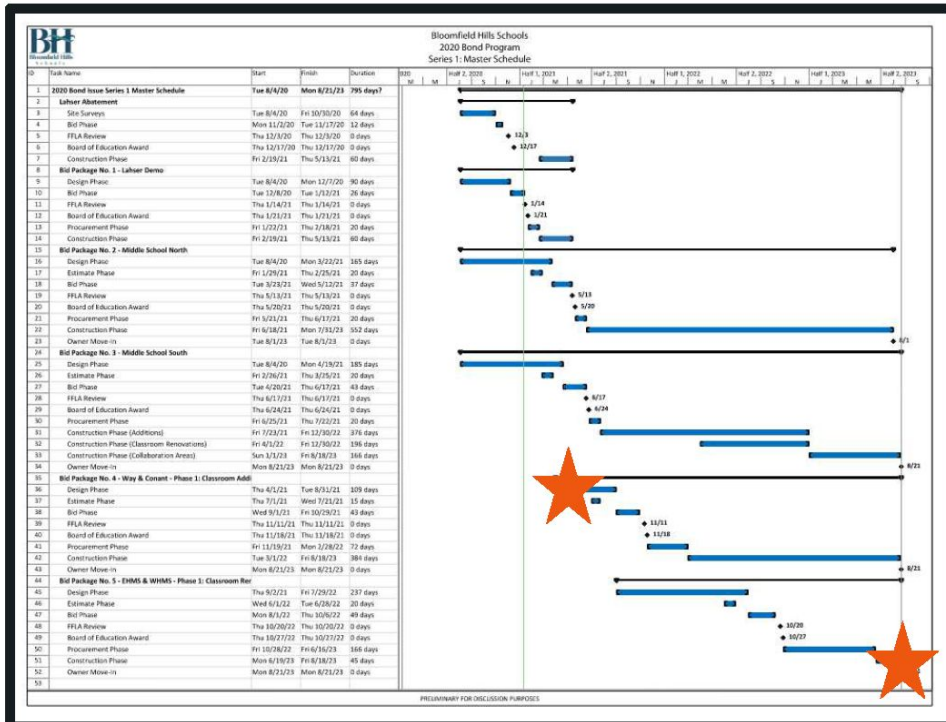 BH
Bloomfield Hills
Schools
Bloomfield Hills Schools
2020 Bond Program
Series 1: Master Schedule
ID Task Name Start Finish Duration 020 Half 2, 2020 Half 1, 2021 Half 2, 2021 Half 1, 2022 Half 2, 2022 Half 1, 2023 Half 2, 2023
M M J S N J M M J S N J M M J S N J M M J S
1 2020 Bond Issue Series 1 Master Schedule Tue 8/4/20 Mon 8/21/23 795 days?
2 Lahser Abatement
3 Site Surveys Tue 8/4/20 Fri 10/30/20 64 days
4 Bid Phase Mon 11/2/20 Tue 11/17/20 12 days
5 FFLA Review Thu 12/3/20 Thu 12/3/20 0 days 12/3
6 Board of Education Award Thu 12/17/20 Thu 12/17/20 0 days 12/17
7 Construction Phase Fri 2/19/21 Thu 5/13/21 60 days
8 Bid Package No. 1 - Lahser Demo
9 Design Phase Tue 8/4/20 Mon 12/7/20 90 days
10 Bid Phase Tue 12/8/20 Tue 1/12/21 26 days
11 FFLA Review Thu 1/14/21 Thu 1/14/21 0 days 1/14
12 Board of Education Award Thu 1/21/21 Thu 1/21/21 0 days 1/21
13 Procurement Phase Fri 1/22/21 Thu 2/18/21 20 days
14 Construction Phase Fri 2/19/21 Thu 5/13/21 60 days
15 Bid Package No. 2 - Middle School North
16 Design Phase Tue 8/4/20 Mon 3/22/21 165 days
17 Estimate Phase Fri 1/29/21 Thu 2/25/21 20 days
18 Bid Phase Tue 3/23/21 Wed 5/12/21 37 days
19 FFLA Review Thu 5/13/21 Thu 5/13/21 0 days 5/13
20 Board of Education Award Thu 5/20/21 Thu 5/20/21 0 days 5/20
21 Procurement Phase Fri 5/21/21 Thu 6/17/21 20 days
22 Construction Phase Fri 6/18/21 Mon 7/31/23 552 days
23 Owner Move-In Tue 8/1/23 Tue 8/1/23 0 days 8/1
24 Bid Package No. 3 - Middle School South
25 Design Phase Tue 8/4/20 Mon 4/19/21 185 days
26 Estimate Phase Fri 2/26/21 Thu 3/25/21 20 days
27 Bid Phase Tue 4/20/21 Thu 6/17/21 43 days
28 FFLA Review Thu 6/17/21 Thu 6/17/21 0 days 6/17
29 Board of Education Award Thu 6/24/21 Thu 6/24/21 0 days 6/24
30 Procurement Phase Fri 6/25/21 Thu 7/22/21 20 days
31 Construction Phase (Additions) Fri 7/23/21 Fri 12/30/22 376 days
32 Construction Phase (Classroom Renovations) Fri 4/1/22 Fri 12/30/22 196 days
33 Construction Phase (Collaboration Areas) Sun 1/1/23 Fri 8/18/23 166 days
34 Owner Move-In Mon 8/21/23 Mon 8/21/23 0 days 8/21
35 Bid Package No. 4 - Way & Conant - Phase 1: Classroom Addi
36 Design Phase Thu 4/1/21 Tue 8/31/21 109 days
37 Estimate Phase Thu 7/1/21 Wed 7/21/21 15 days
38 Bid Phase Wed 9/1/21 Fri 10/29/21 43 days
39 FFLA Review Thu 11/11/21 Thu 11/11/21 0 days 11/11
40 Board of Education Award Thu 11/18/21 Thu 11/18/21 0 days 11/18
41 Procurement Phase Fri 11/19/21 Mon 2/28/22 72 days
42 Construction Phase Tue 3/1/22 Fri 8/18/23 384 days
43 Owner Move-In Mon 8/21/23 Mon 8/21/23 0 days 8/21
44 Bid Package No. 5 - EHMS & WHMS - Phase 1: Classroom Rer
45 Design Phase Thu 9/2/21 Fri 7/29/22 237 days
46 Estimate Phase Wed 6/1/22 Tue 6/28/22 20 days
47 Bid Phase Mon 8/1/22 Thu 10/6/22 49 days
48 FFLA Review Thu 10/20/22 Thu 10/20/22 0 days 10/20
49 Board of Education Award Thu 10/27/22 Thu 10/27/22 0 days 10/27
50 Procurement Phase Fri 10/28/22 Fri 6/16/23 166 days
51 Construction Phase Mon 6/19/23 Fri 8/18/23 45 days
52 Owner Move-In Mon 8/21/23 Mon 8/21/23 0 days
53
PRELIMINARY FOR DISCUSSION PURPOSES